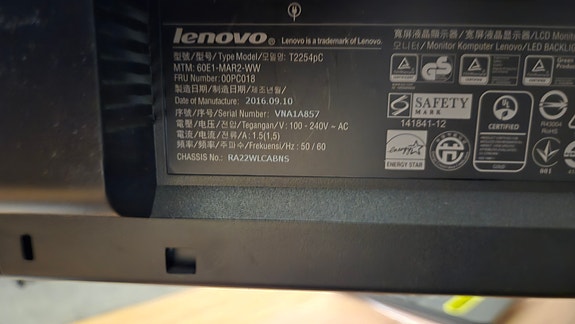 lenovo® Lenovo is a trademark of Lenovo.
型號/型号/Type Model/모델명: T2254pC
MTM: 60E1-MAR2-WW
FRU Number: 00PC018
製造日期/制造日期/제조년월/
Date of Manufacture: 2016.09.10
序號/序号/Serial Number: VNA1A857
電壓/电压/전압/Tegangan/V: 100 - 240V ~ AC
電流/电流/전류/A: 1.5(1,5)
頻率/频率/주파수/Frekuensi/Hz : 50 / 60
CHASSIS NO.: RA22WLCABNS
寬屏液晶顯示器/宽屏液晶显示器/LCD Monit
모니터/Monitor Komputer Lenovo/LED BACKLIG
SAFETY
MARK
141841-12
ENERGY STAR
CERTIFIED
R43004
RoHS